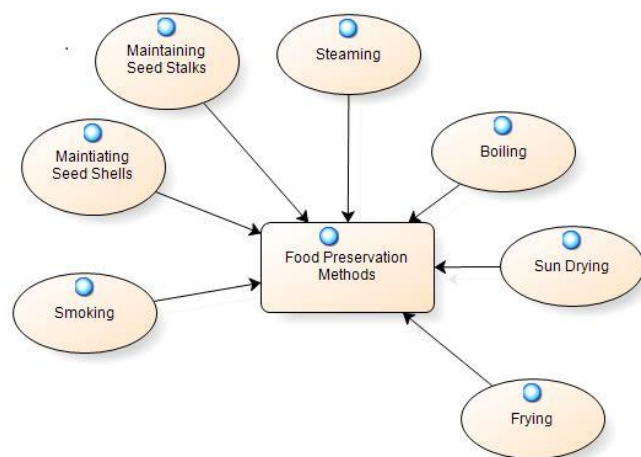 Maintaining
Seed Stalks
Steaming
Maintiating
Seed Shells
Boiling
Food Preservation
Methods
Sun Drying
Smoking
Frying